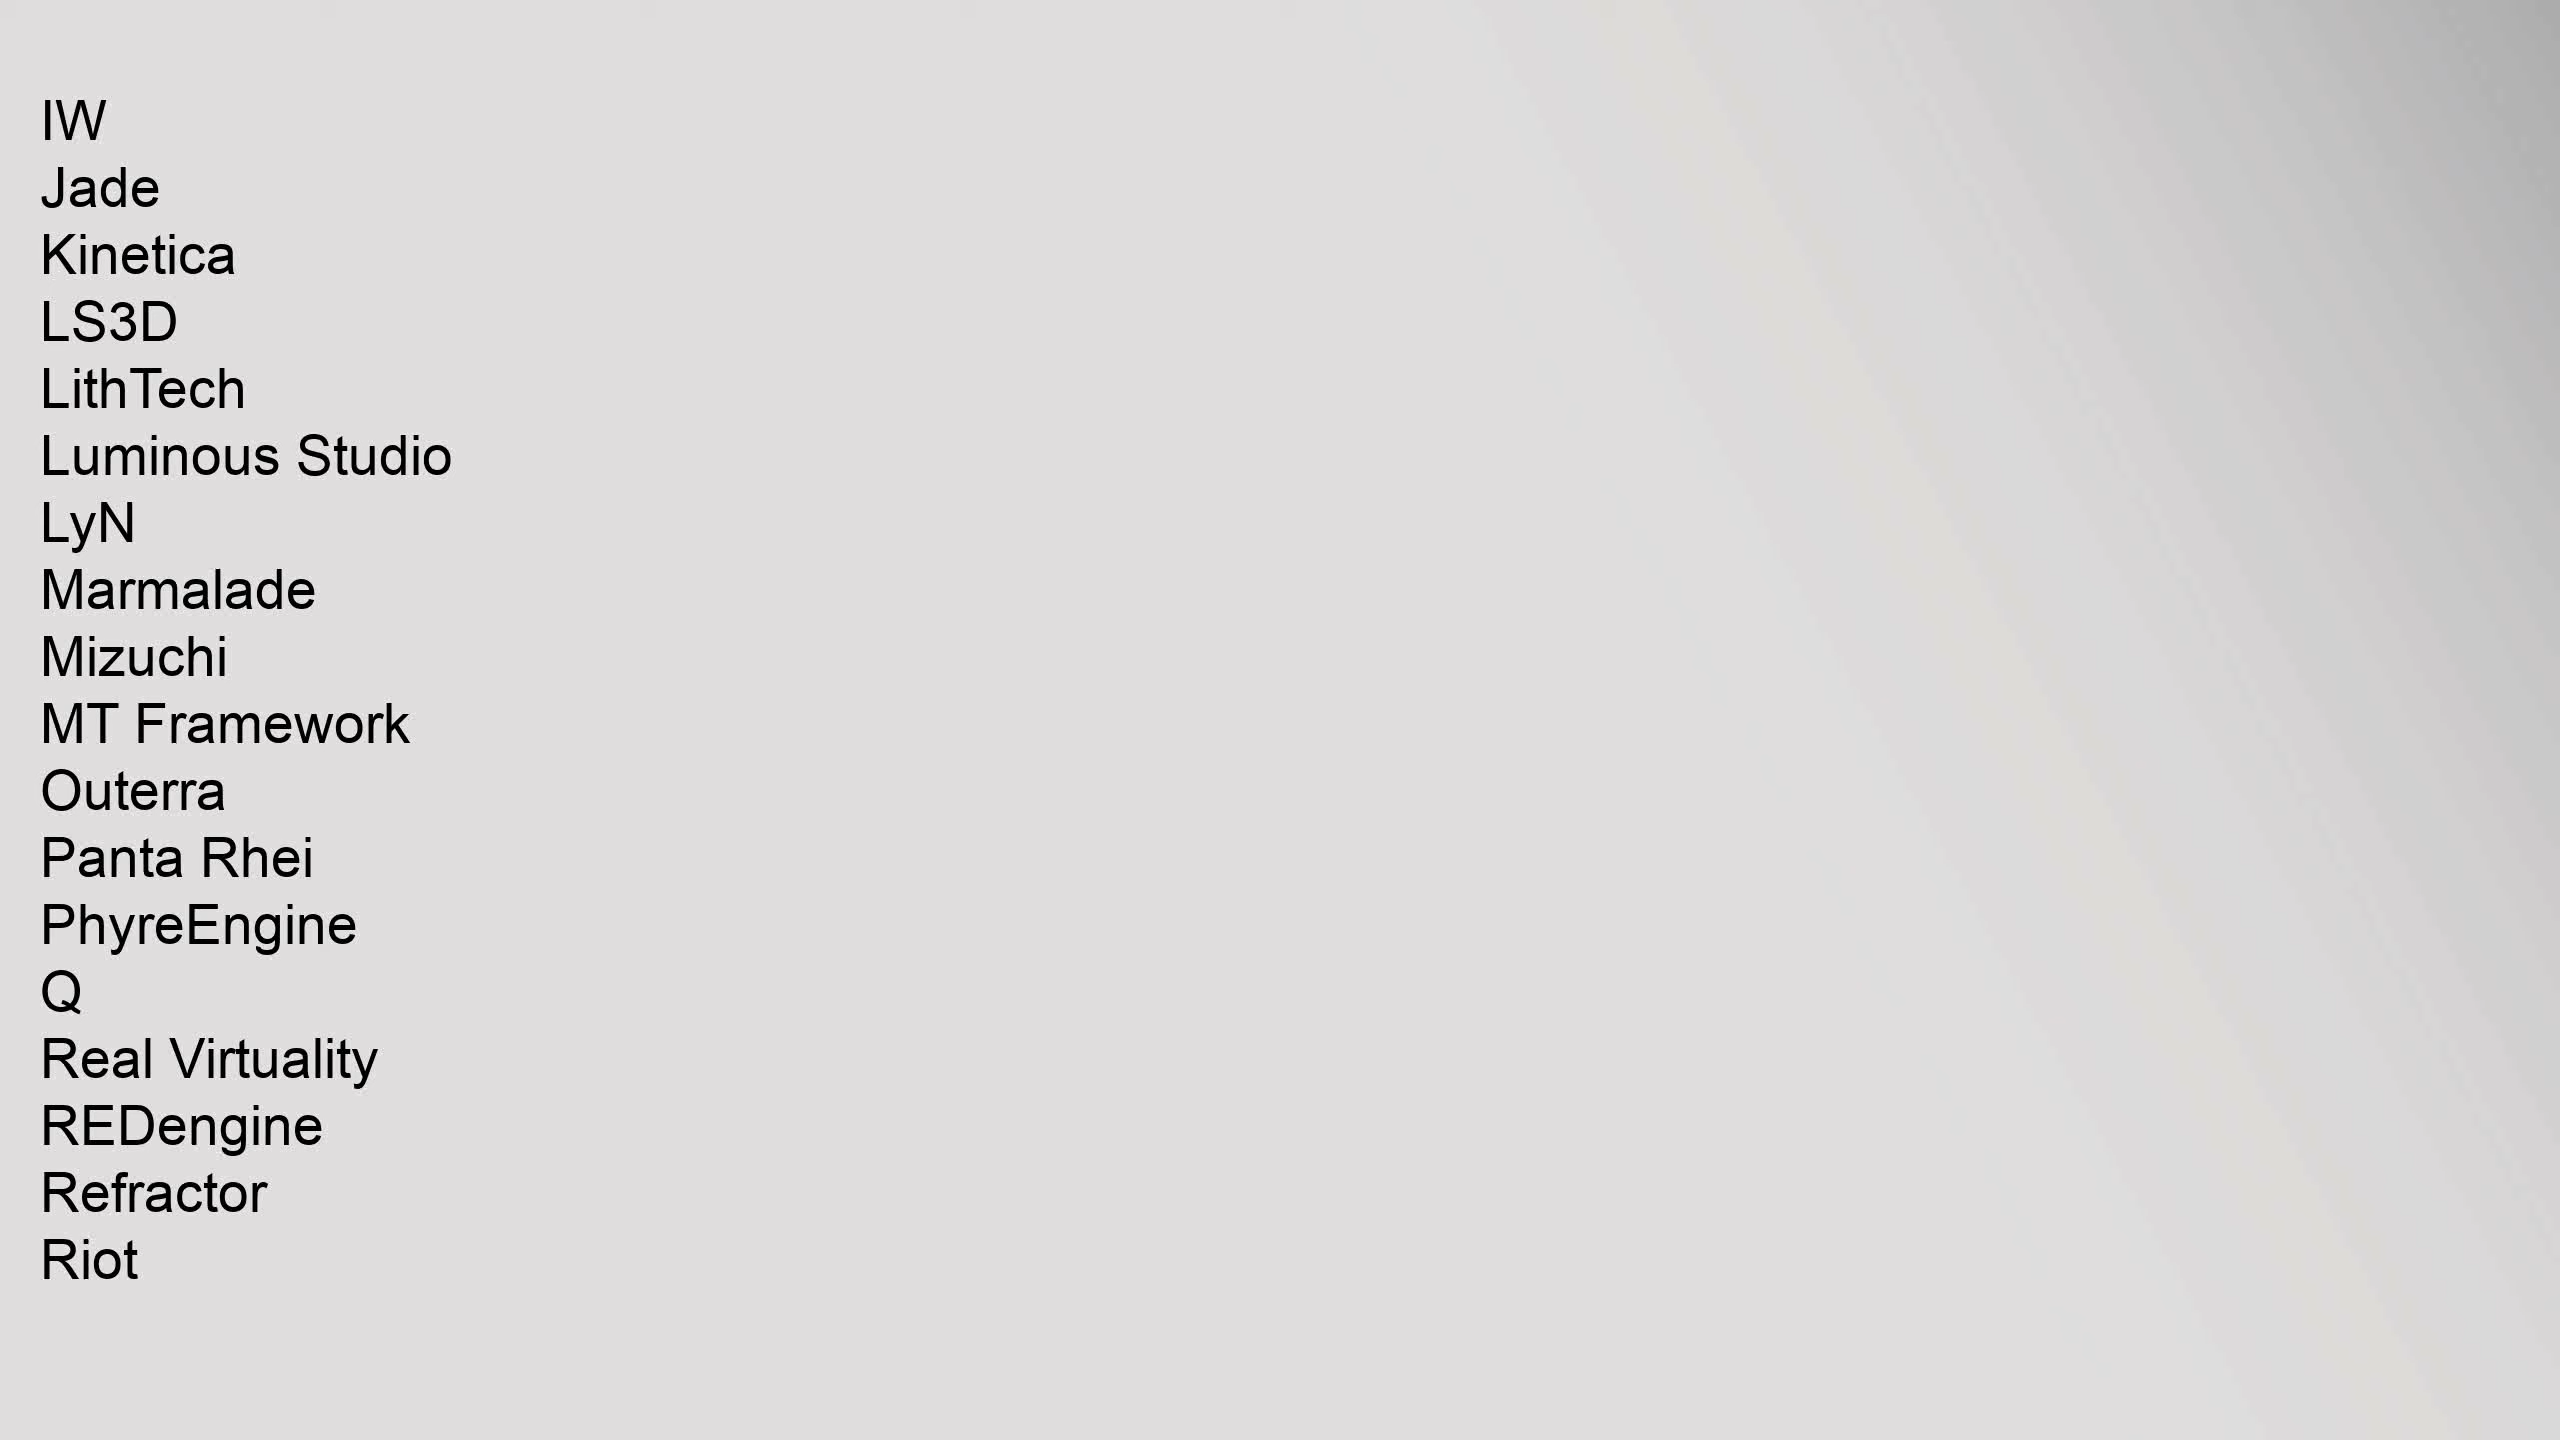 IW
Jade
Kinetica
LS3D
LithTech
Luminous Studio
LyN
Marmalade
Mizuchi
MT Framework
Outerra
Panta Rhei
PhyreEngine
Q
Real Virtuality
REDengine
Refractor
Riot